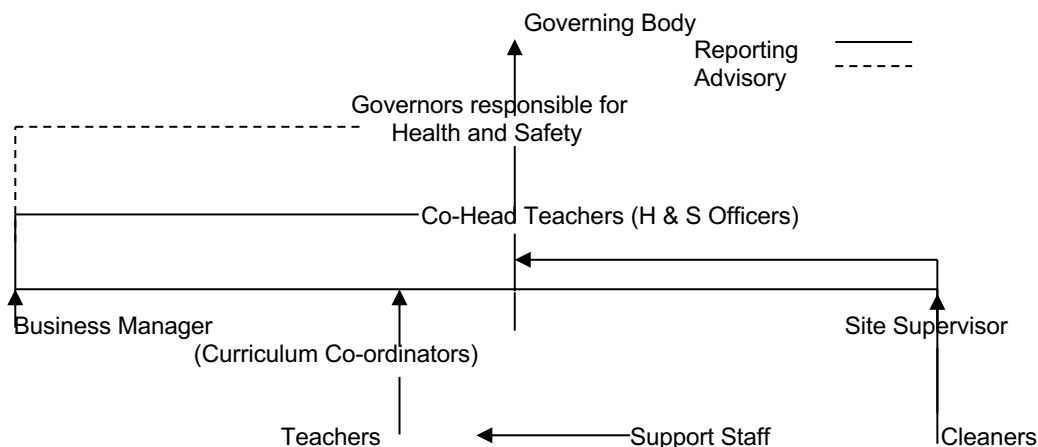 Governing Body
Reporting
Advisory
Governors responsible for
Health and Safety
Co-Head Teachers (H & S Officers)
Business Manager
Site Supervisor
(Curriculum Co-ordinators)
Teachers
Support Staff
Cleaners